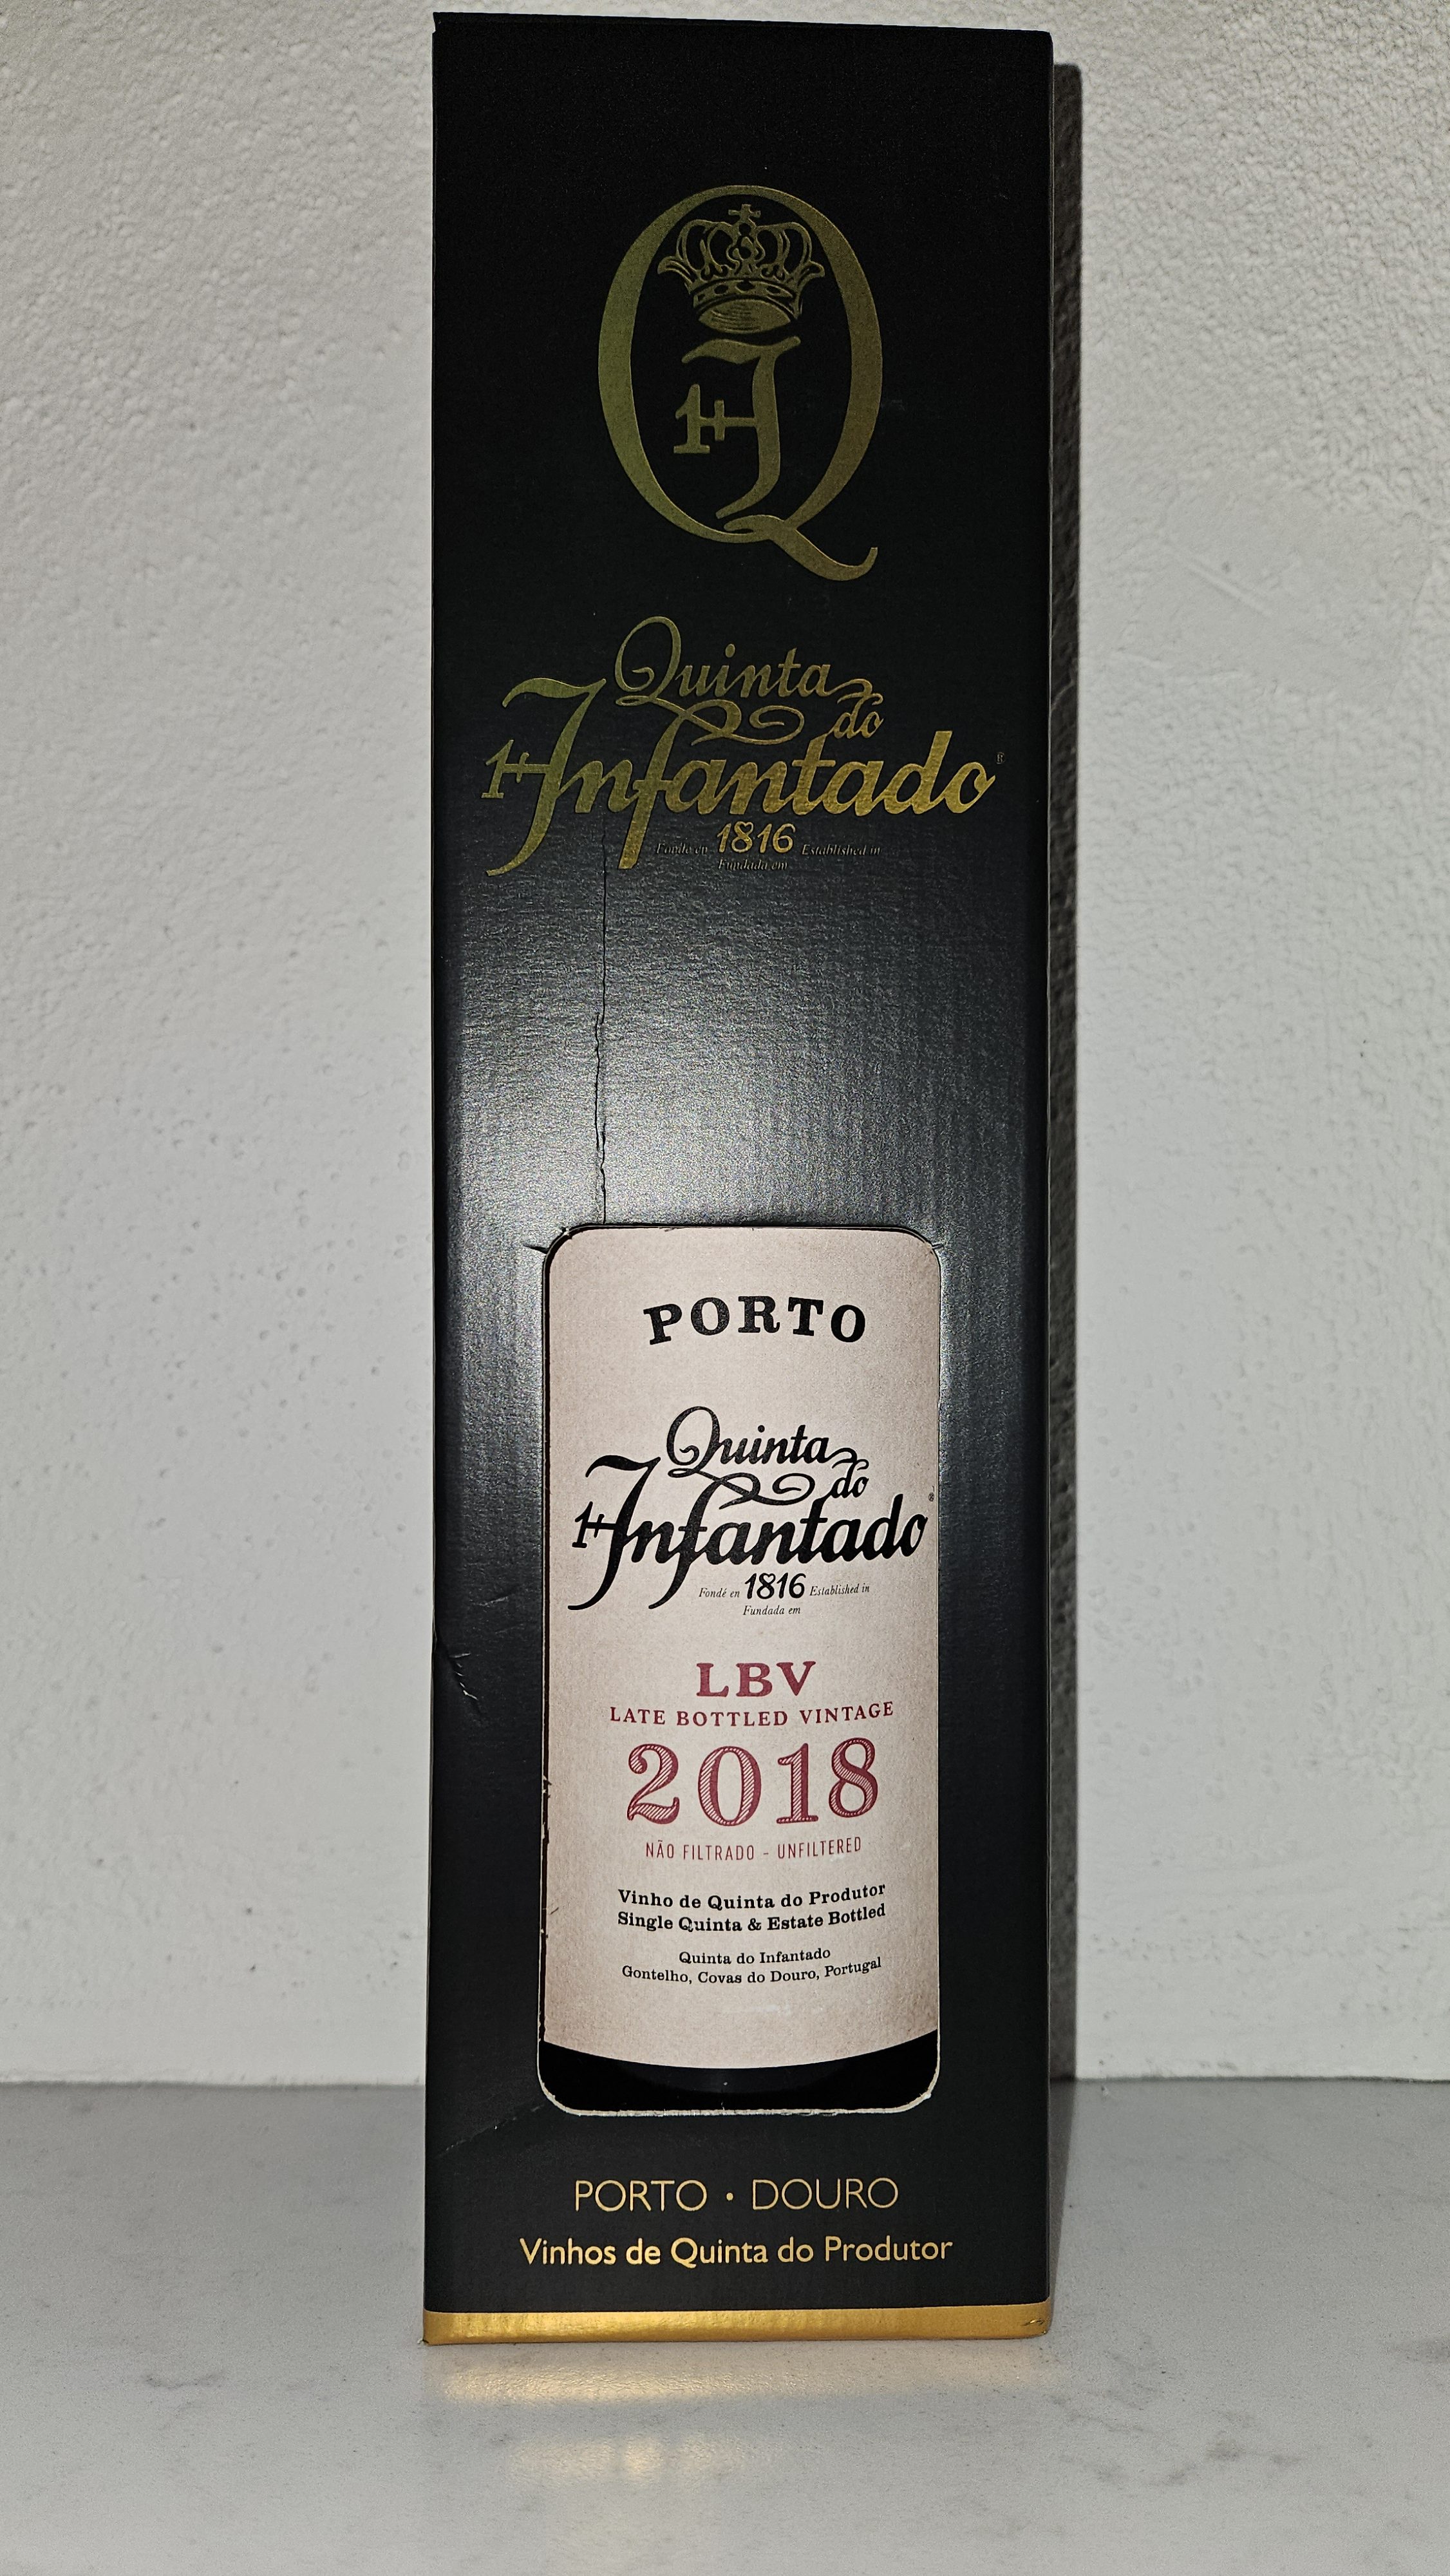 Quinta
do
Infantado®
Fondé en 1816 Established in
Fundada em
PORTO
Quinta
do
Infantado®
Fondé en 1816 Established in
Fundada em
LBV
LATE BOTTLED VINTAGE
2018
NÃO FILTRADO - UNFILTERED
Vinho de Quinta do Produtor
Single Quinta & Estate Bottled
Quinta do Infantado
Gontelho, Covas do Douro, Portugal
PORTO • DOURO
Vinhos de Quinta do Produtor